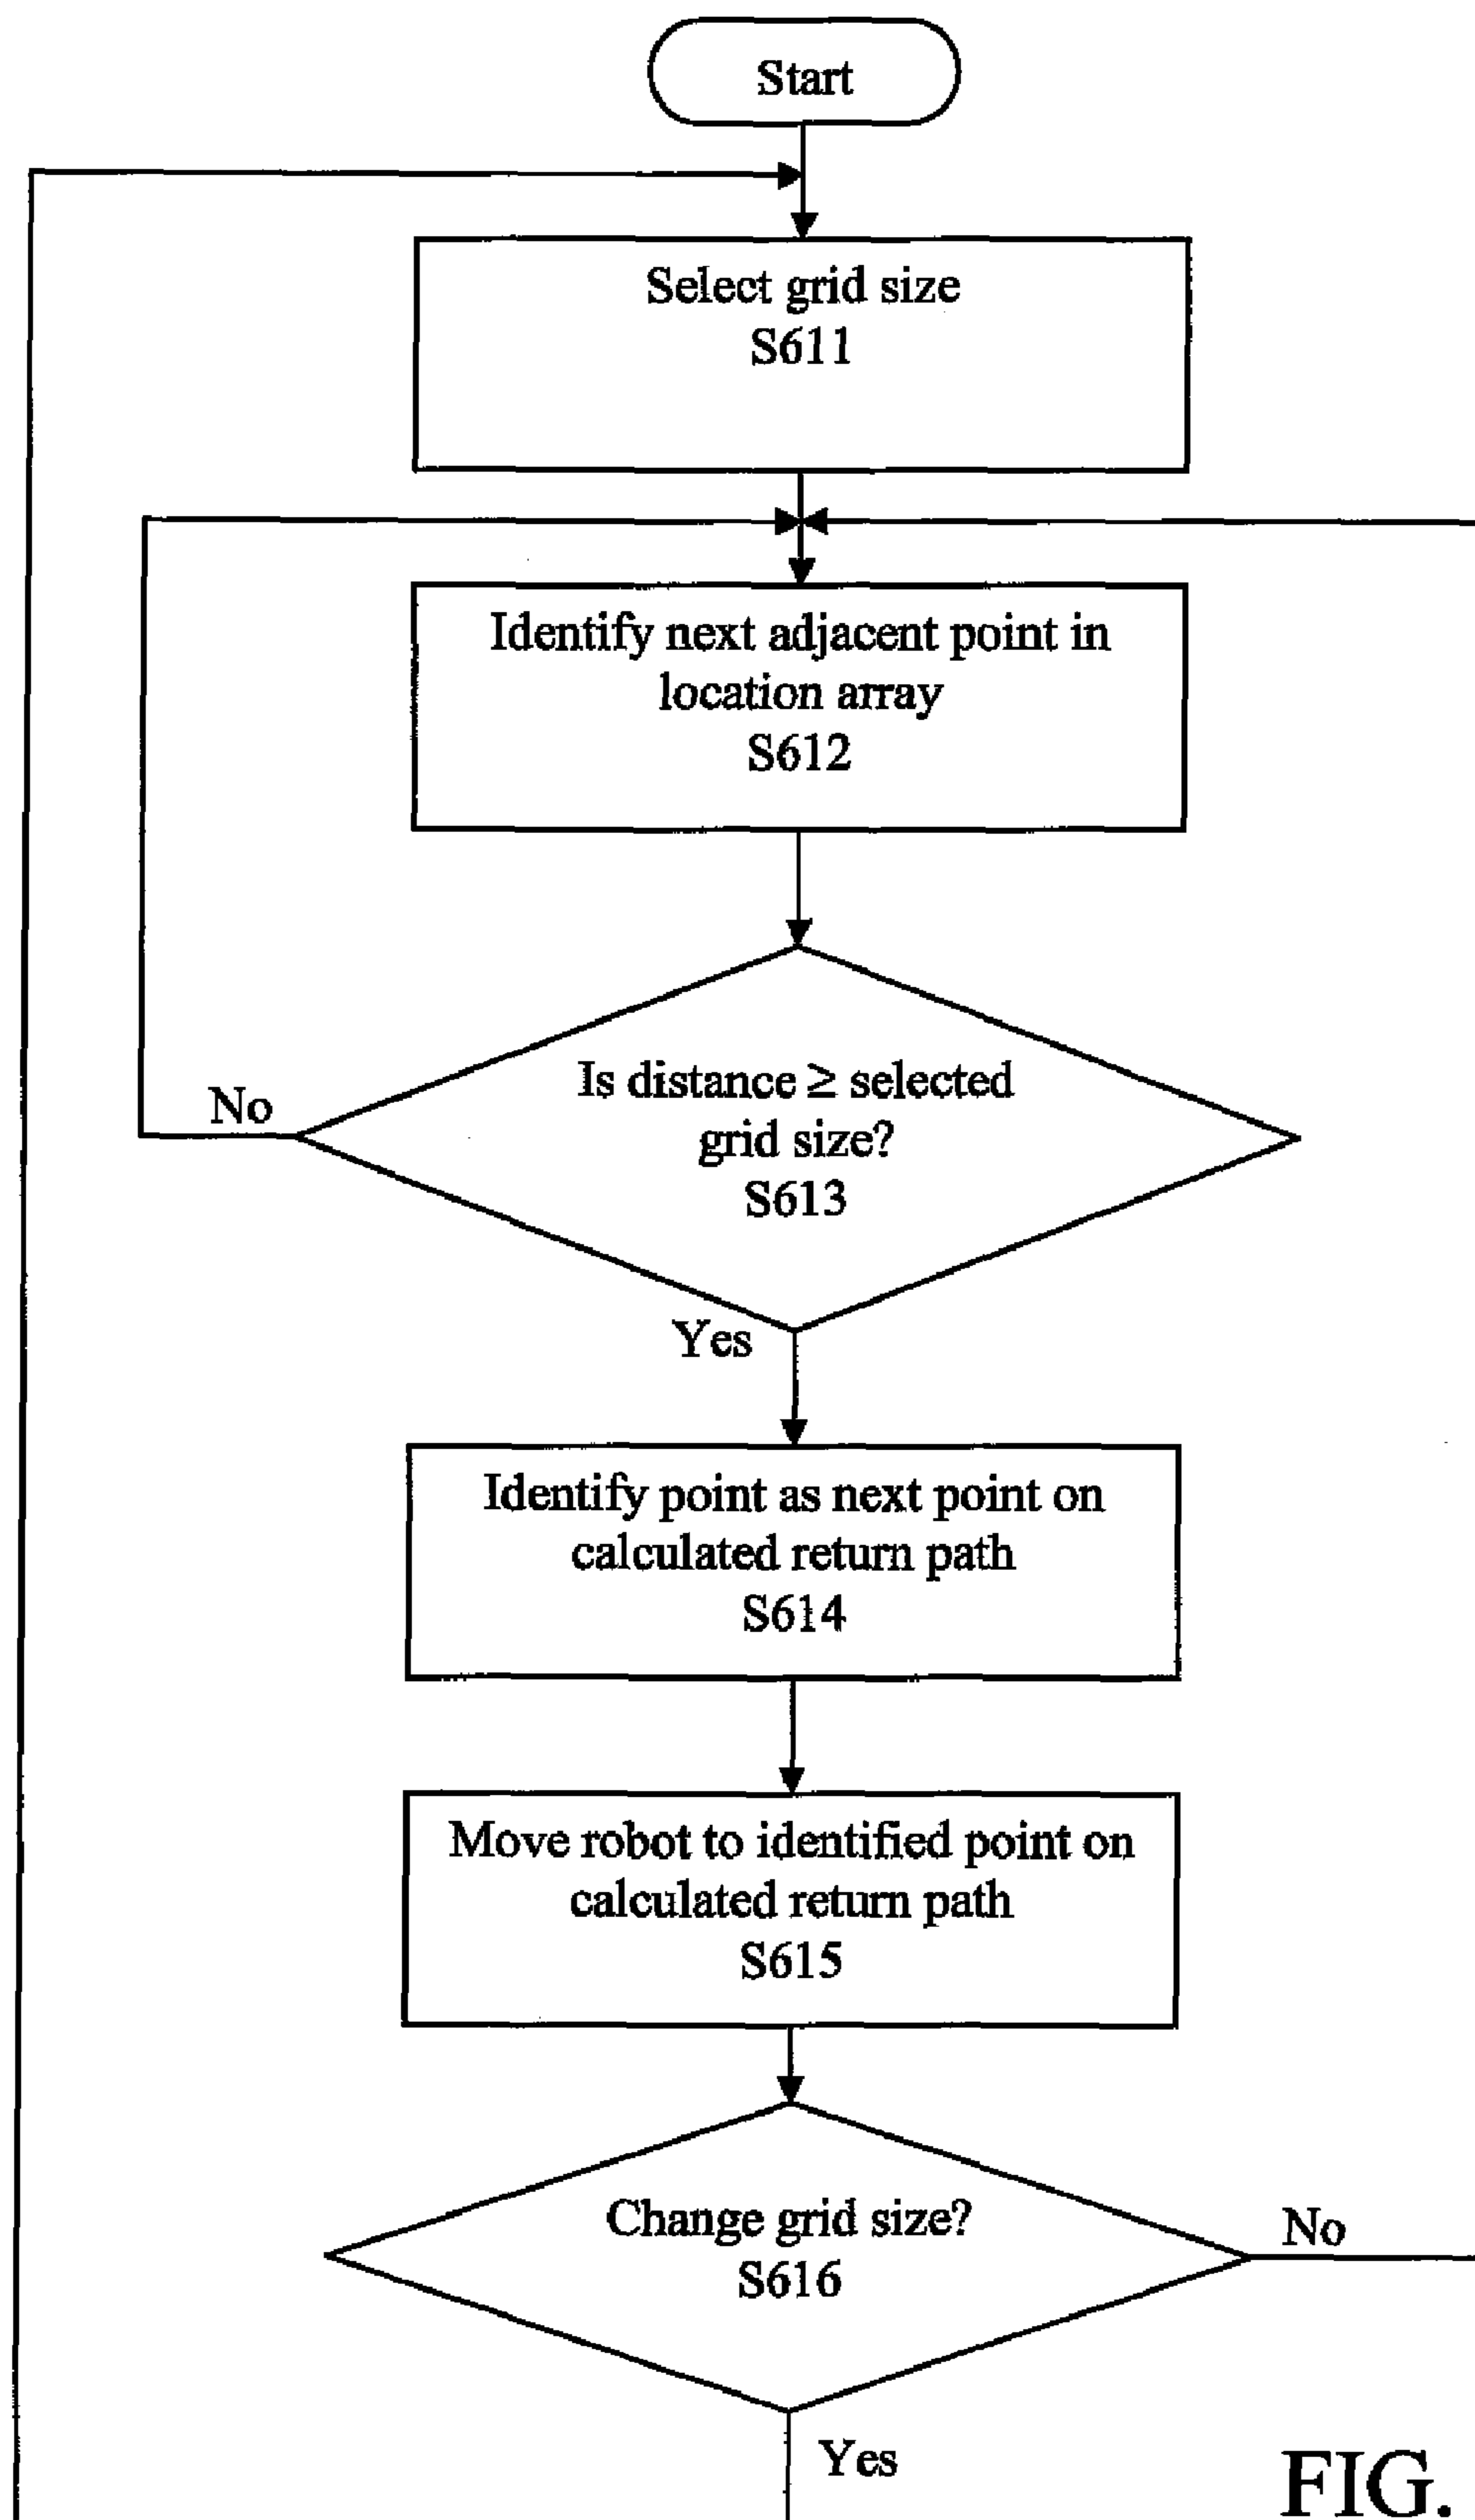 Start
Select grid size
S611
Identify next adjacent point in
location array
S612
Is distance ≥ selected
grid size?
S613
No
Yes
Identify point as next point on
calculated return path
S614
Move robot to identified point on
calculated return path
S615
Change grid size?
S616
No
Yes
FIG.